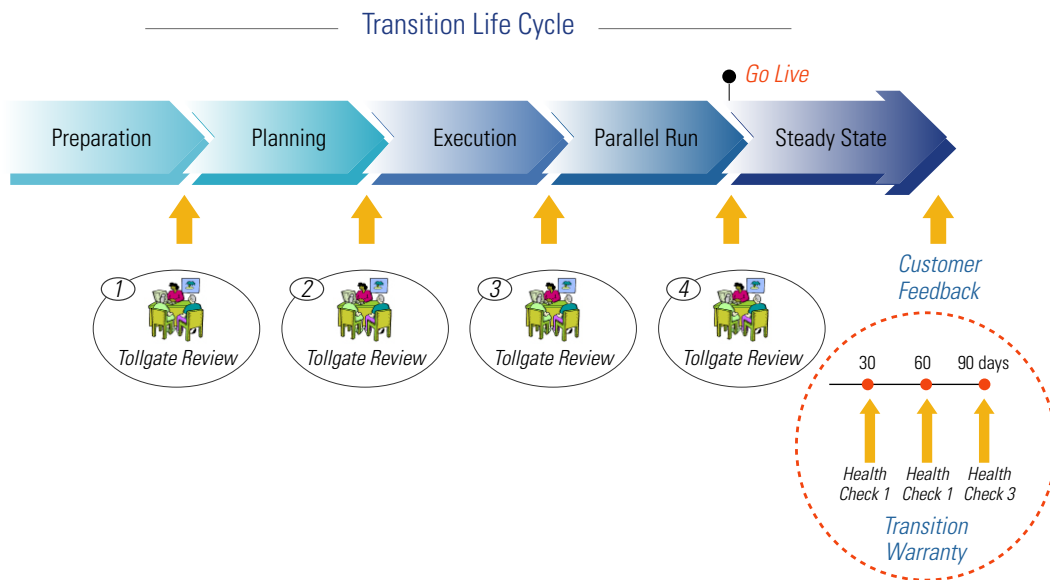 Transition Life Cycle
Go Live
Preparation
Planning
Execution
Parallel Run
Steady State
1
Tollgate Review
2
Tollgate Review
3
Tollgate Review
4
Tollgate Review
Customer
Feedback
30
60
90 days
Health
Check 1
Health
Check 1
Health
Check 3
Transition
Warranty